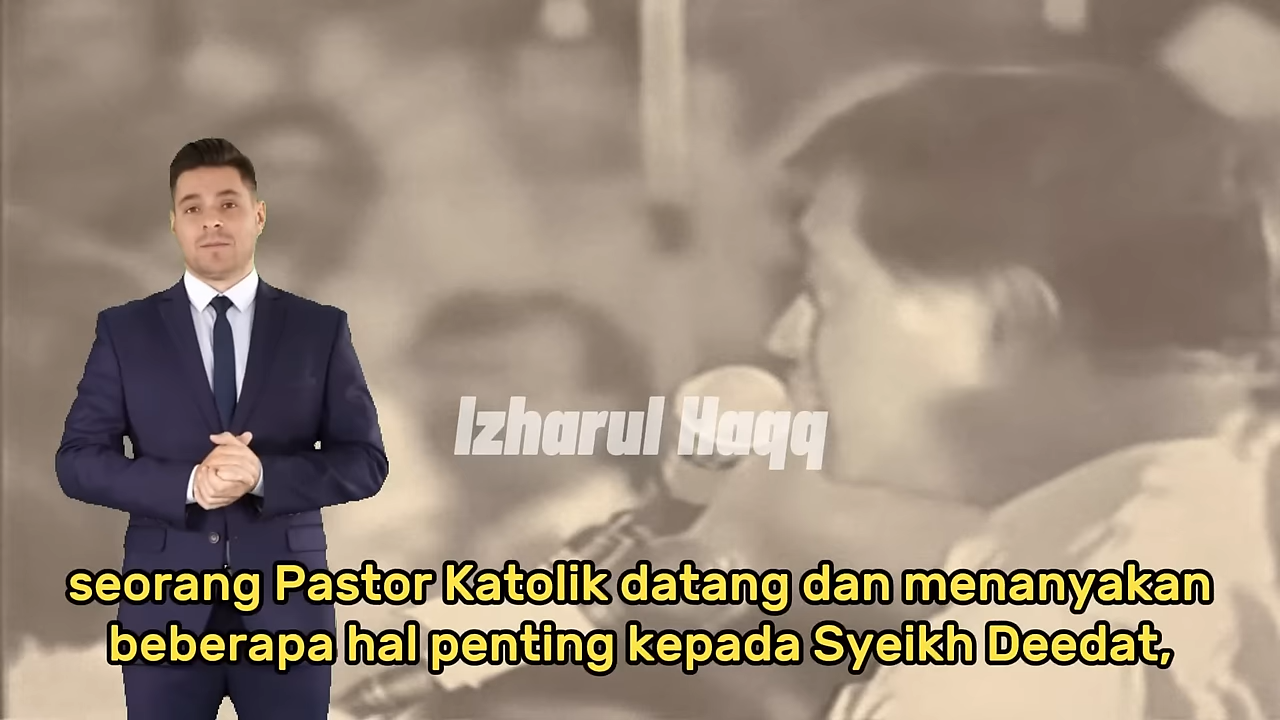 Izharul Haqq
seorang Pastor Katolik datang dan menanyakan
beberapa hal penting kepada Syeikh Deedat,